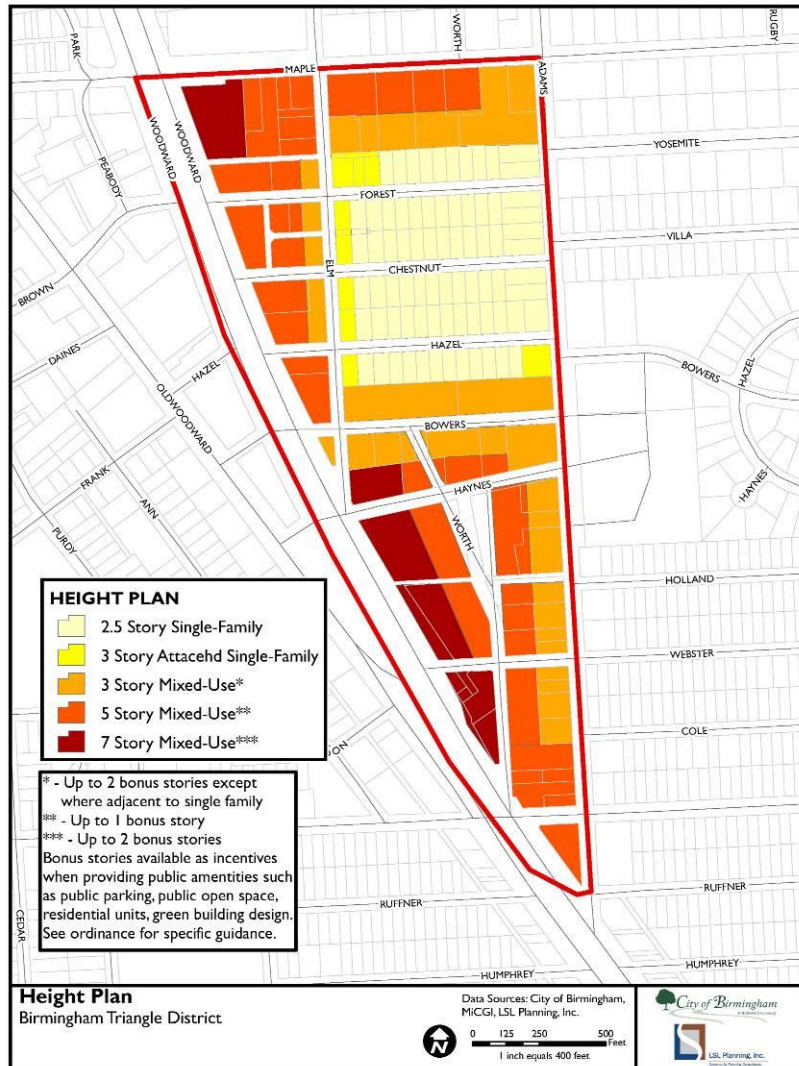 PARK
WORTH
RUGBY
MAPLE
ADAMS
WOODWARD
WOODWARD
PEABODY
YOSEMITE
FOREST
VILLA
ELM
CHESTNUT
BROWN
DAINES
HAZEL
HAZEL
BOWERS
HAZEL
OLDWOODWARD
BOWERS
FRANK
ANN
HAYNES
HAYNES
PURDY
WORTH
HOLLAND
WEBSTER
COLE
HEIGHT PLAN
2.5 Story Single-Family
3 Story Attacehd Single-Family
3 Story Mixed-Use*
5 Story Mixed-Use**
7 Story Mixed-Use***
* - Up to 2 bonus stories except
where adjacent to single family
** - Up to 1 bonus story
*** - Up to 2 bonus stories
Bonus stories available as incentives
when providing public amentities such
as public parking, public open space,
residential units, green building design.
See ordinance for specific guidance.
CEDAR
RUFFNER
RUFFNER
HUMPHREY
HUMPHREY
Height Plan
Birmingham Triangle District
Data Sources: City of Birmingham,
MiCGI, LSL Planning, Inc.
N
0 125 250 500
Feet
1 inch equals 400 feet
City of Birmingham
LSL Planning, Inc.